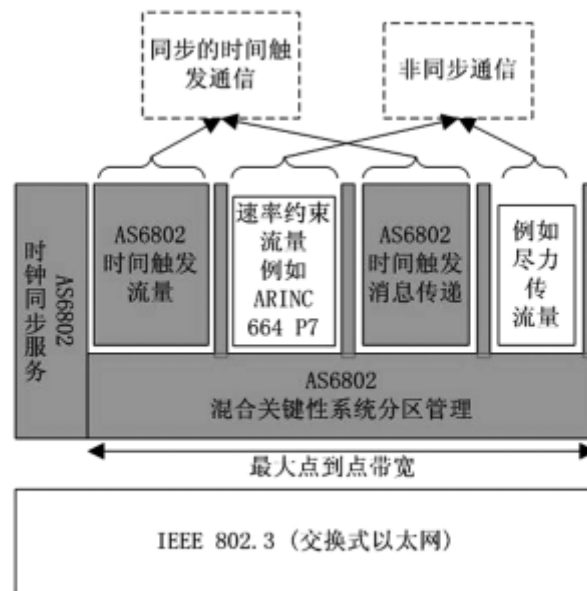 同步的时间触
发通信
非同步通信
AS6802
时钟同步服务
AS6802
时间触发
流量
速率约束
流量
例如
ARINC
664 P7
AS6802
时间触发
消息传递
例如
尽力
传
流量
AS6802
混合关键性系统分区管理
最大点到点带宽
IEEE 802.3 (交换式以太网)